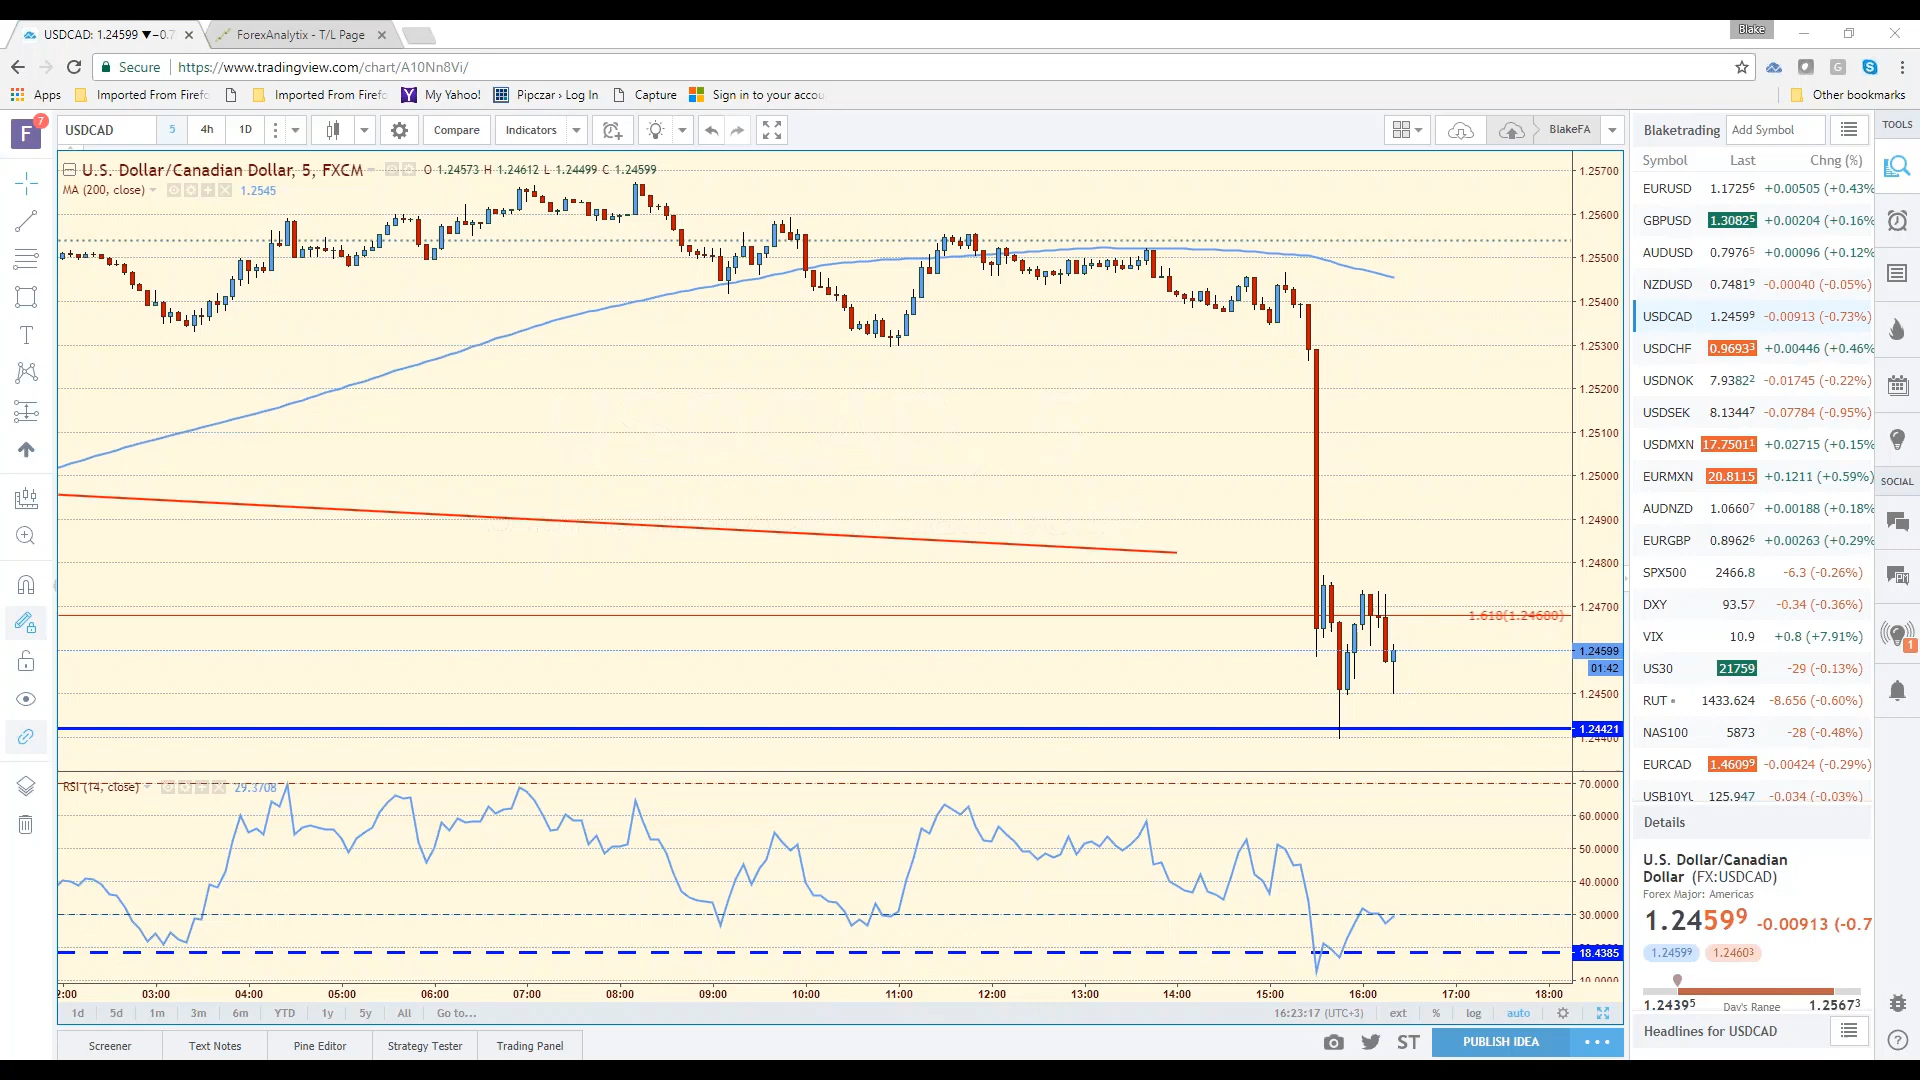 USDCAD: 1.24599 ▼−0.7
ForexAnalytix - T/L Page
Blake
Secure
https://www.tradingview.com/chart/A10Nn8Vi/
Apps
Imported From Firefo
Imported From Firefo
My Yahoo!
Pipczar › Log In
Capture
Sign in to your accou
Other bookmarks
F
7
USDCAD
5
4h
1D
Compare
Indicators
BlakeFA
Blaketrading
Add Symbol
TOOLS
U.S. Dollar/Canadian Dollar, 5, FXCM
O 1.24573 H 1.24612 L 1.24499 C 1.24599
MA (200, close)
1.2545
1.25700
1.25600
1.25500
1.25400
1.25300
1.25200
1.25100
1.25000
1.24900
1.24800
1.24700
1.618(1.24680)
1.24599
01:42
1.24500
1.24421
1.24400
RSI (14, close)
29.3708
70.0000
60.0000
50.0000
40.0000
30.0000
18.4385
10.0000
2:00
03:00
04:00
05:00
06:00
07:00
08:00
09:00
10:00
11:00
12:00
13:00
14:00
15:00
16:00
17:00
18:00
1d
5d
1m
3m
6m
YTD
1y
5y
All
Go to...
16:23:17 (UTC+3)
ext
%
log
auto
Screener
Text Notes
Pine Editor
Strategy Tester
Trading Panel
ST
PUBLISH IDEA
Symbol Last Chng (%)
EURUSD 1.17256 +0.00505 (+0.43%
GBPUSD 1.30825 +0.00204 (+0.16%
AUDUSD 0.79765 +0.00096 (+0.12%
NZDUSD 0.74819 -0.00040 (-0.05%)
USDCAD 1.24599 -0.00913 (-0.73%)
USDCHF 0.96933 +0.00446 (+0.46%
USDNOK 7.93822 -0.01745 (-0.22%)
USDSEK 8.13447 -0.07784 (-0.95%)
USDMXN 17.75011 +0.02715 (+0.15%
EURMXN 20.8115 +0.1211 (+0.59%)
AUDNZD 1.06607 +0.00188 (+0.18%
EURGBP 0.89626 +0.00263 (+0.29%
SPX500 2466.8 -6.3 (-0.26%)
DXY 93.57 -0.34 (-0.36%)
VIX 10.9 +0.8 (+7.91%)
US30 21759 -29 (-0.13%)
RUT 1433.624 -8.656 (-0.60%)
NAS100 5873 -28 (-0.48%)
EURCAD 1.46099 -0.00424 (-0.29%)
USB10YU 125.947 -0.034 (-0.03%)
SOCIAL
1
Details
U.S. Dollar/Canadian
Dollar (FX:USDCAD)
Forex Major: Americas
1.24599 -0.00913 (-0.7
1.24599
1.24603
1.24395
Day's Range
1.25673
Headlines for USDCAD